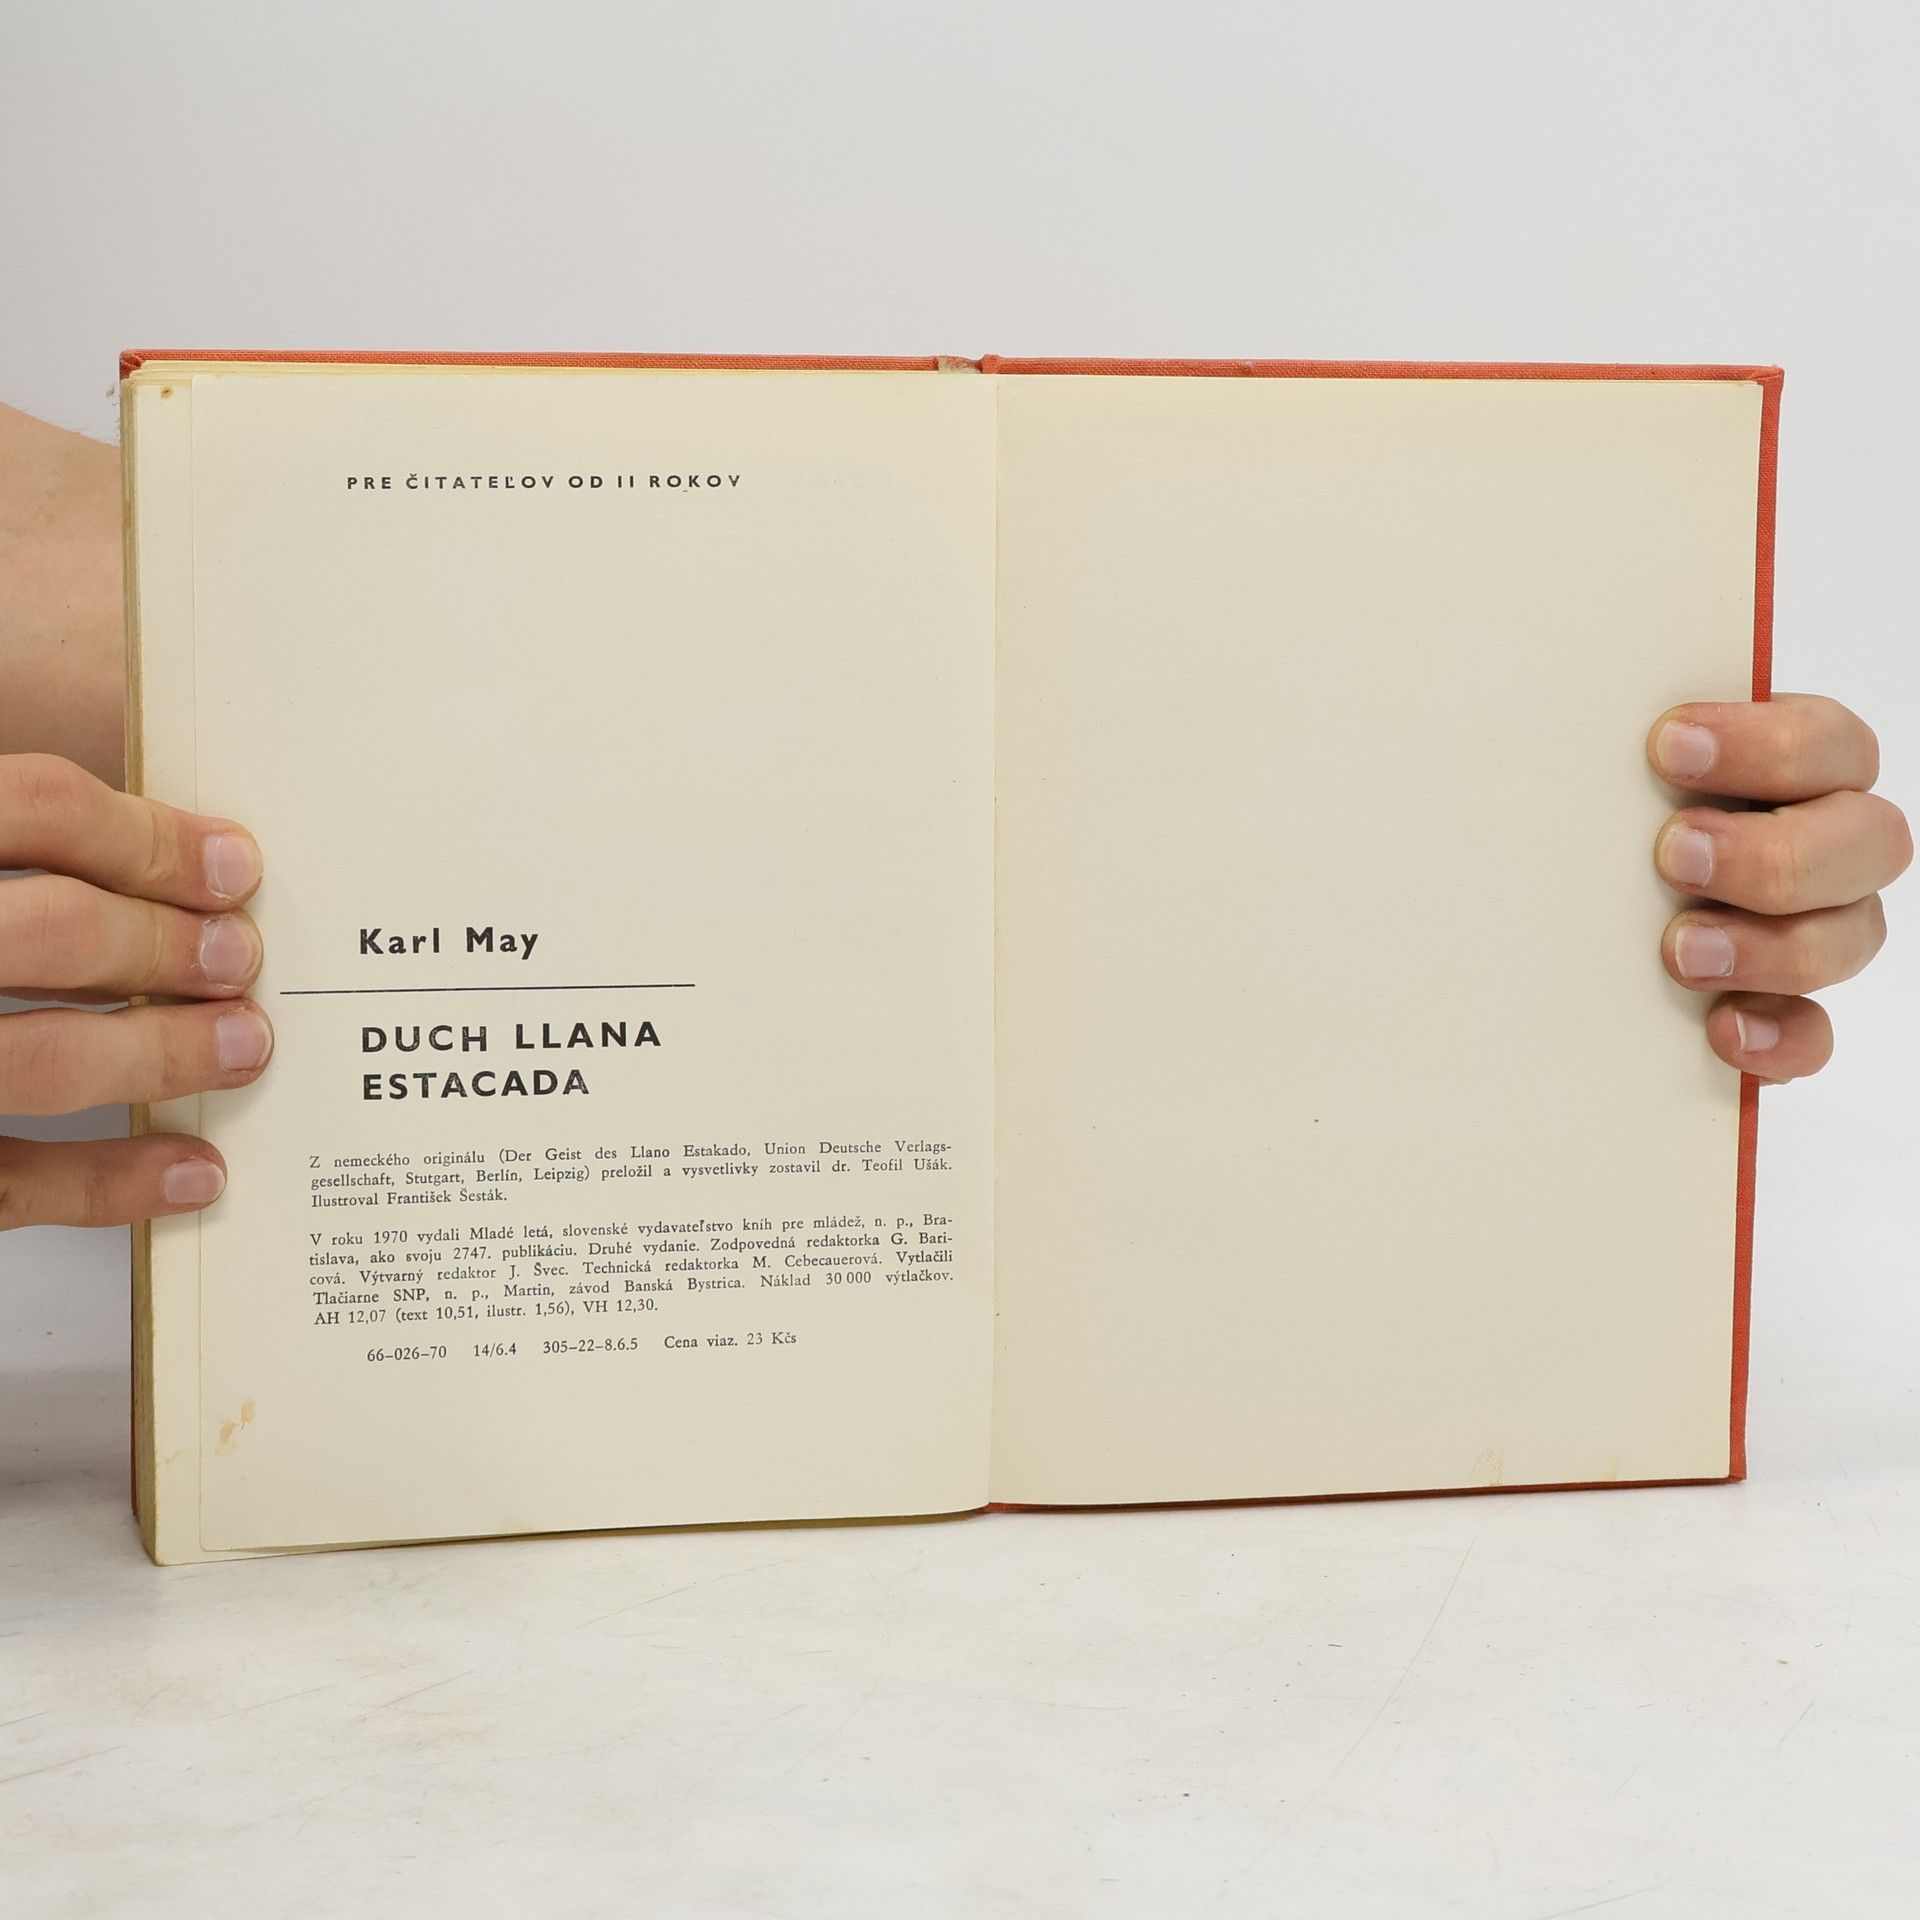 PRE ČITATEĽOV OD 11 ROKOV
Karl May
DUCH LLANA
ESTACADA
Z nemeckého originálu (Der Geist des Llano Estakado, Union Deutsche Verlags-
gesellschaft, Stutgart, Berlín, Leipzig) preložil a vysvetlivky zostavil dr. Teofil Ušák.
Ilustroval František Šesták.
V roku 1970 vydali Mladé letá, slovenské vydavateľstvo kníh pre mládež, n. p., Bra-
tislava, ako svoju 2747. publikáciu. Druhé vydanie. Zodpovedná redaktorka G. Bari-
cová. Výtvarný redaktor J. Švec. Technická redaktorka M. Cebecauerová. Vytlačili
Tlačiarne SNP, n. p., Martin, závod Banská Bystrica. Náklad 30 000 výtlačkov.
AH 12,07 (text 10,51, ilustr. 1,56), VH 12,30.
66–026–70 14/6.4 305–22–8.6.5 Cena viaz. 23 Kčs